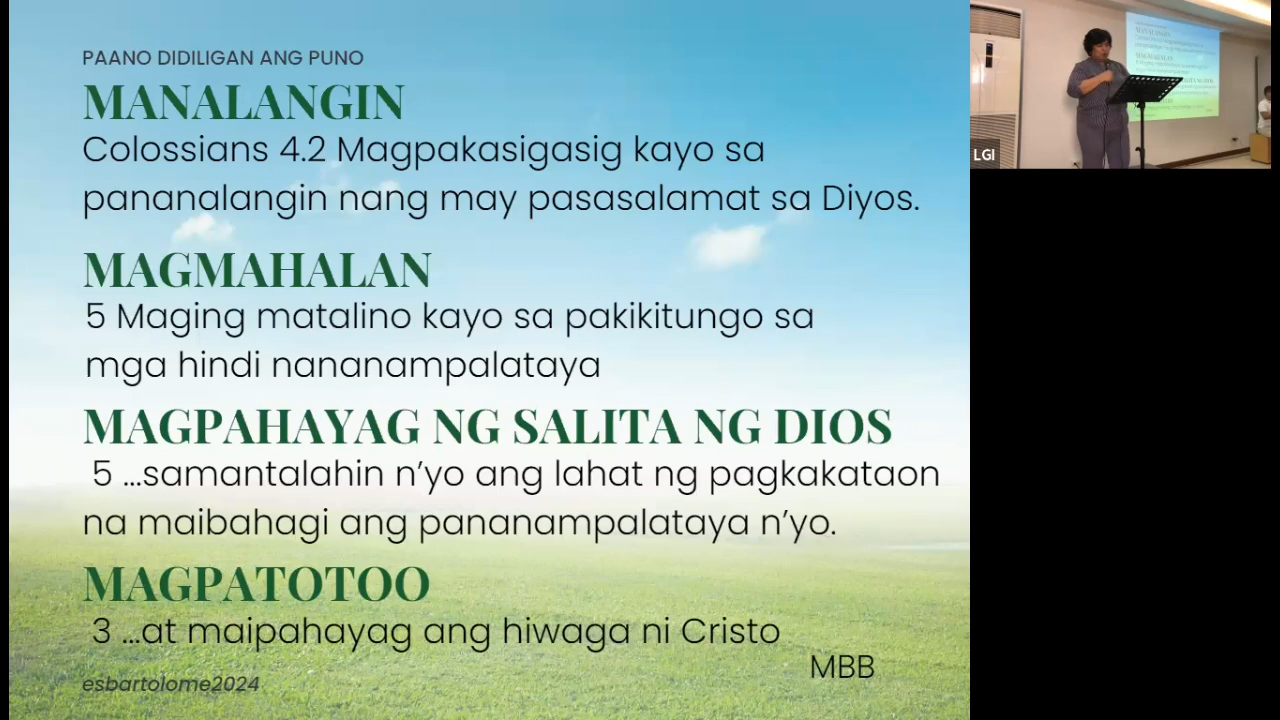 PAANO DIDILIGAN ANG PUNO
MANALANGIN
Colossians 4.2 Magpakasigasig kayo sa
pananalangin nang may pasasalamat sa Diyos.
MAGMAHALAN
5 Maging matalino kayo sa pakikitungo sa
mga hindi nananampalataya
MAGPAHAYAG NG SALITA NG DIOS
5 ...samantalahin n'yo ang lahat ng pagkakataon
na maibahagi ang pananampalataya n'yo.
MAGPATOTOO
3 ...at maipahayag ang hiwaga ni Cristo
MBB
esbartolome2024
LGI